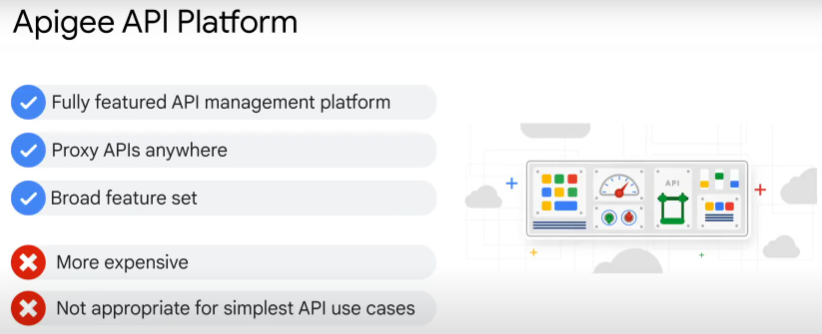 Apigee API Platform
Fully featured API management platform
Proxy APIs anywhere
Broad feature set
More expensive
Not appropriate for simplest API use cases
API